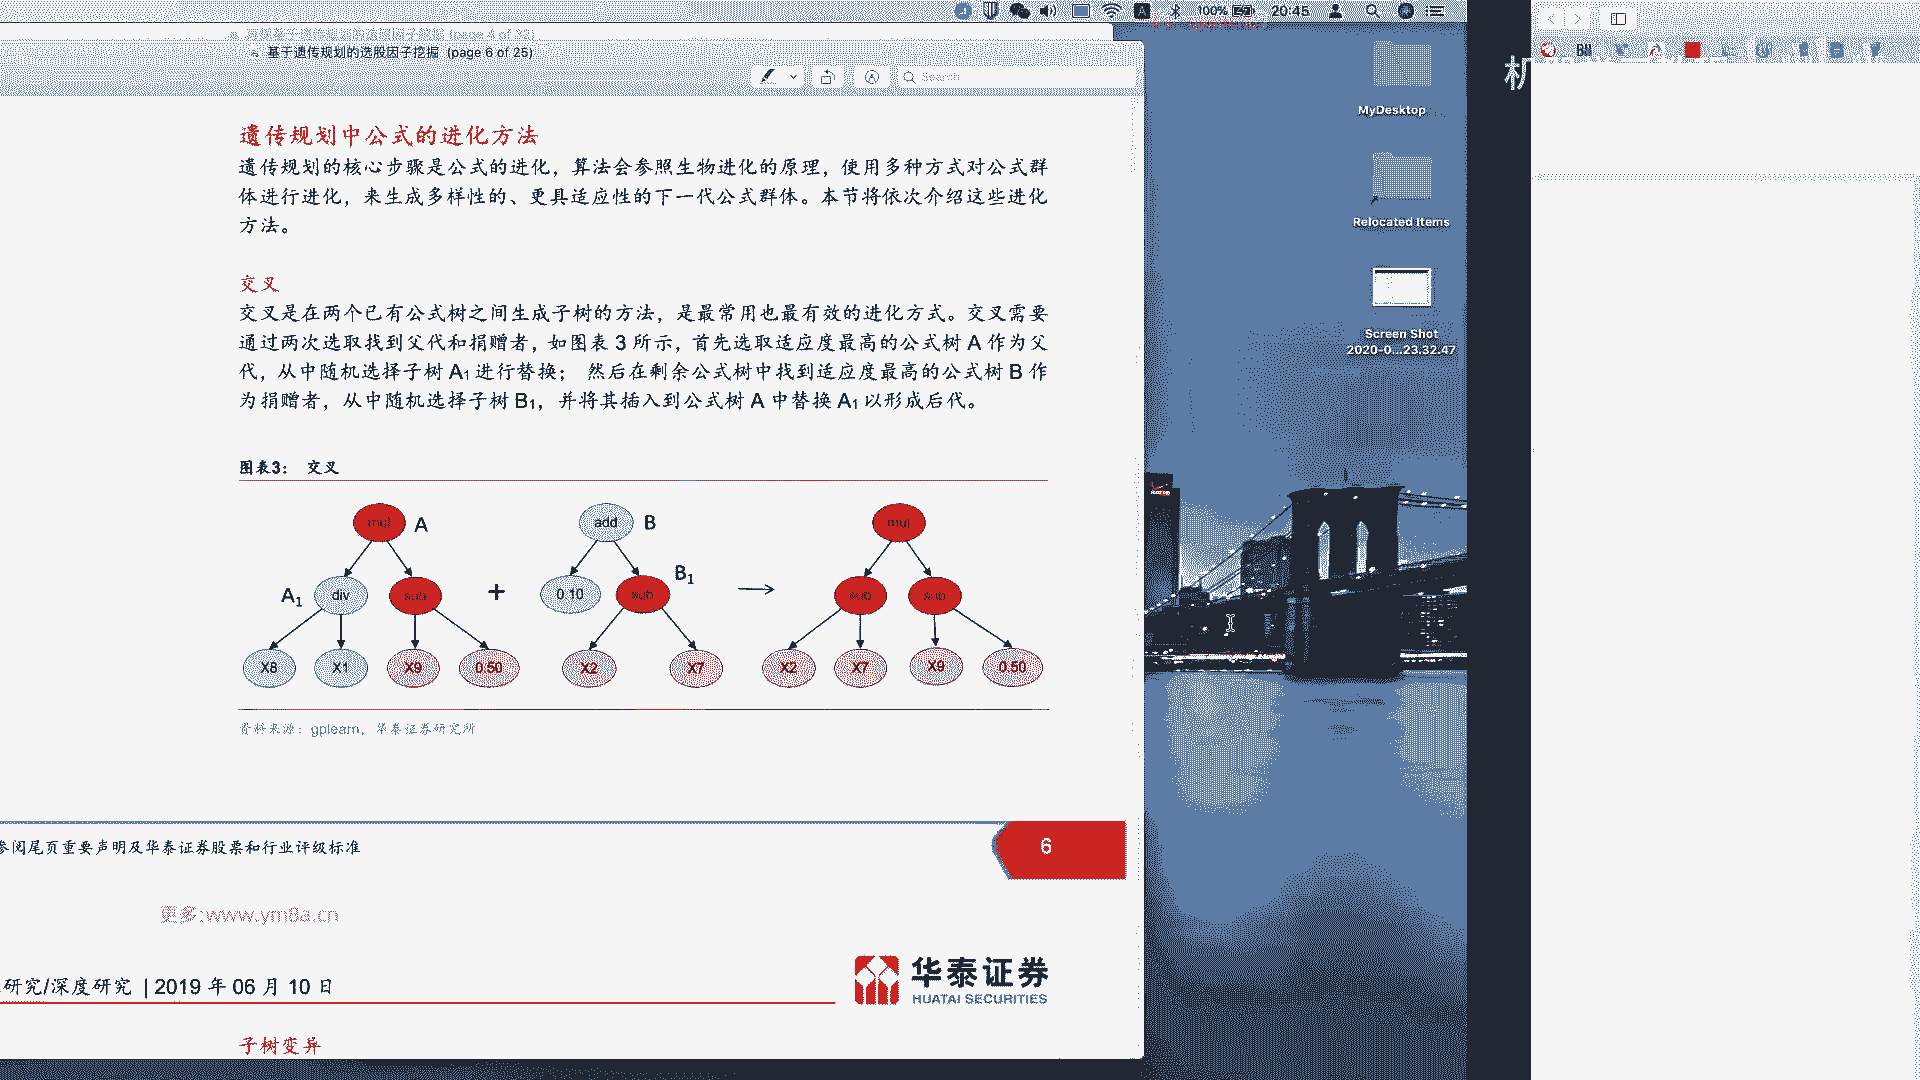 100%
20:45
基于遗传规划的选股因子挖掘 (page 6 of 25)
Search
MyDesktop
Relocated Items
Screen Shot
2020-0...23.32.47
遗传规划中公式的进化方法
遗传规划的核心步骤是公式的进化，算法会参照生物进化的原理，使用多种方式对公式群
体进行进化，来生成多样性的、更具适应性的下一代公式群体。本节将依次介绍这些进化
方法。
交叉
交叉是在两个已有公式树之间生成子树的方法，是最常用也最有效的进化方式。交叉需要
通过两次选取找到父代和捐赠者，如图表 3 所示，首先选取适应度最高的公式树 A 作为父
代，从中随机选择子树 A₁ 进行替换； 然后在剩余公式树中找到适应度最高的公式树 B 作
为捐赠者，从中随机选择子树 B₁，并将其插入到公式树 A 中替换 A₁ 以形成后代。
图表3： 交叉
mul A add B mul
A₁ div sub + 0.10 sub B₁ → sub sub
X8 X1 X9 0.50 X2 X7 X2 X7 X9 0.50
资料来源：gplearn，华泰证券研究所
参阅尾页重要声明及华泰证券股票和行业评级标准
6
更多:www.ym8a.cn
研究/深度研究 | 2019 年 06 月 10 日
华泰证券
HUATAI SECURITIES
子树变异